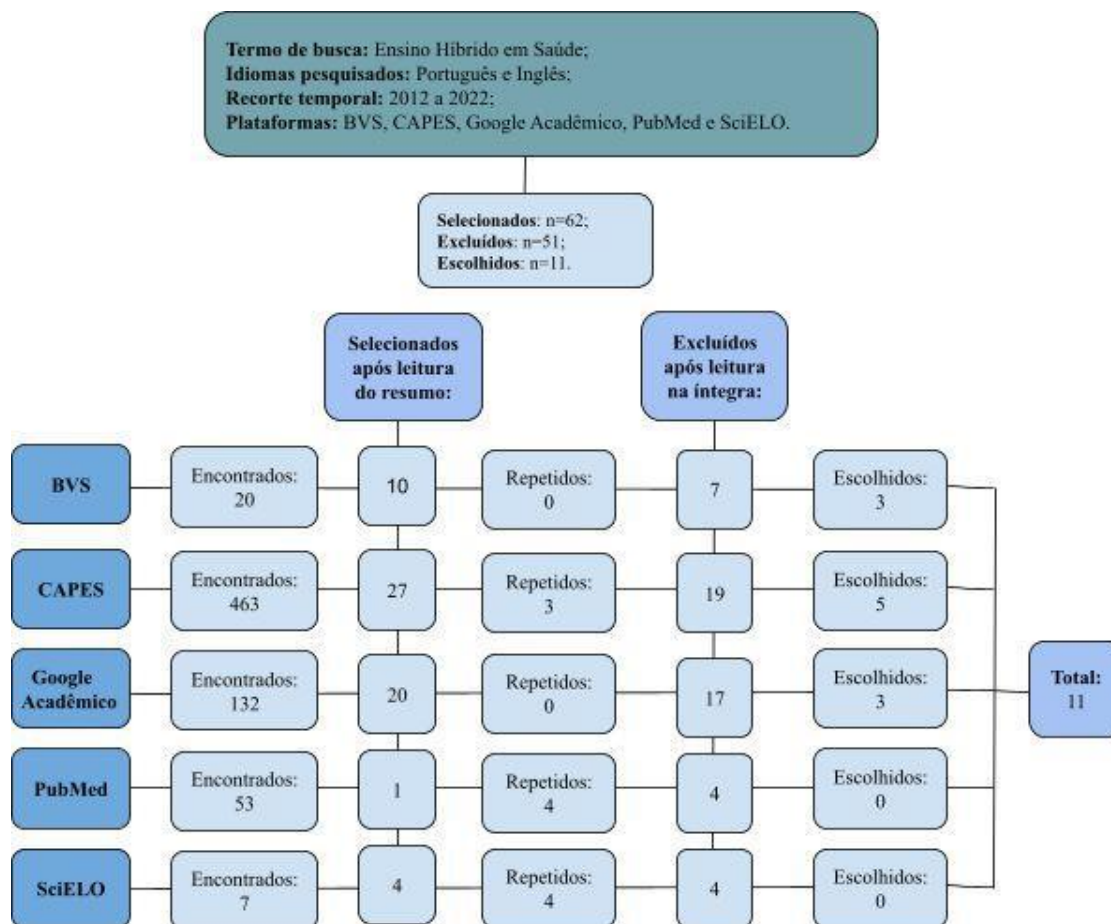 Termo de busca: Ensino Híbrido em Saúde;
Idiomas pesquisados: Português e Inglês;
Recorte temporal: 2012 a 2022;
Plataformas: BVS, CAPES, Google Acadêmico, PubMed e SciELO.
Selecionados: n=62;
Excluídos: n=51;
Escolhidos: n=11.
Selecionados
após leitura
do resumo:
Excluídos
após leitura
na íntegra:
BVS
Encontrados:
20
10
Repetidos:
0
7
Escolhidos:
3
CAPES
Encontrados:
463
27
Repetidos:
3
19
Escolhidos:
5
Google
Acadêmico
Encontrados:
132
20
Repetidos:
0
17
Escolhidos:
3
Total:
11
PubMed
Encontrados:
53
1
Repetidos:
4
4
Escolhidos:
0
SciELO
Encontrados:
7
4
Repetidos:
4
4
Escolhidos:
0